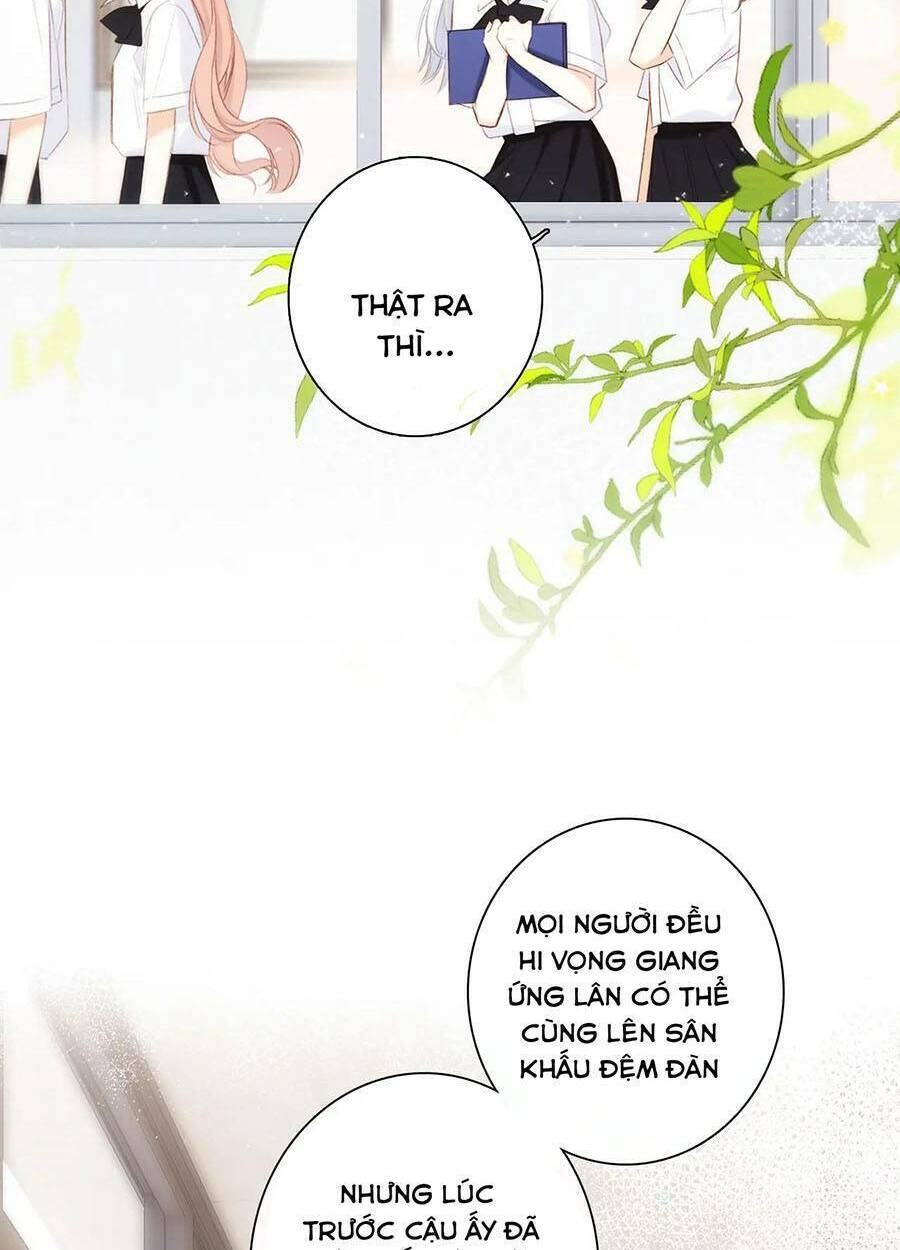 THẬT RA
THÌ...
MỌI NGƯỜI ĐỀU
HI VỌNG GIANG
ỨNG LÂN CÓ THỂ
CÙNG LÊN SÂN
KHẤU ĐỆM ĐÀN
NHƯNG LÚC
TRƯỚC CẬU ẤY ĐÃ